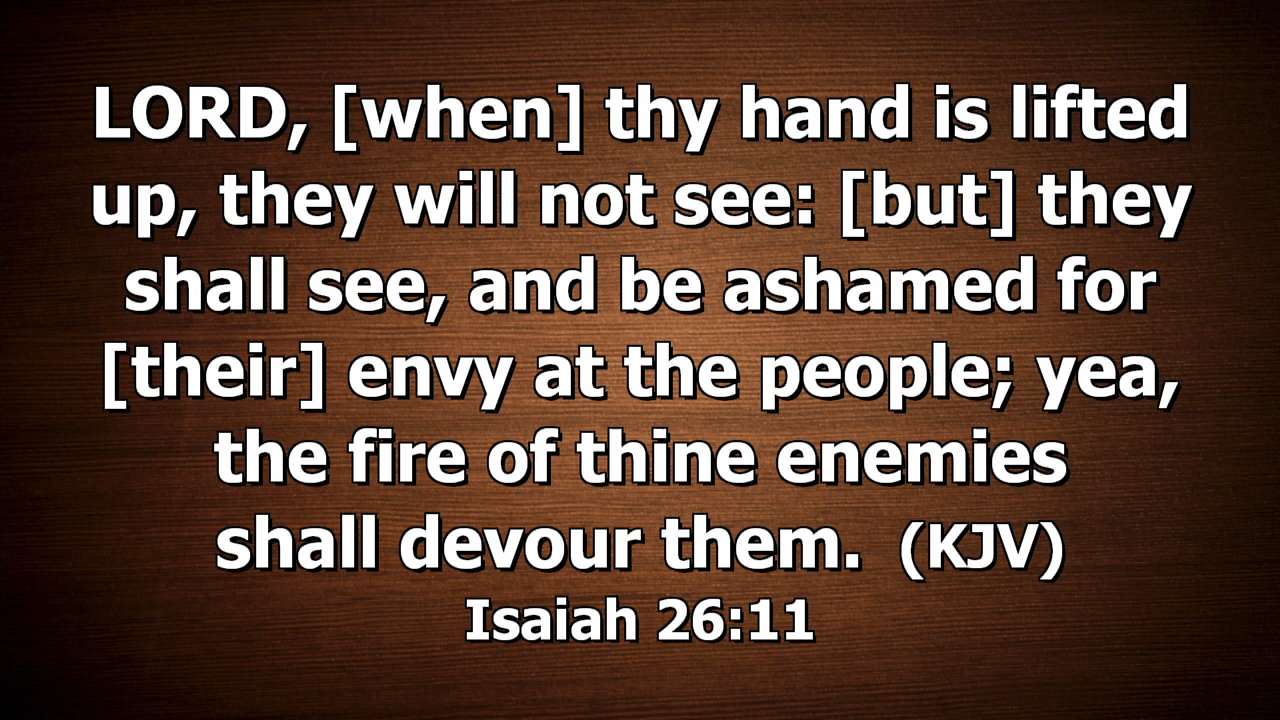 LORD, [when] thy hand is lifted
up, they will not see: [but] they
shall see, and be ashamed for
[their] envy at the people; yea,
the fire of thine enemies
shall devour them. (KJV)
Isaiah 26:11